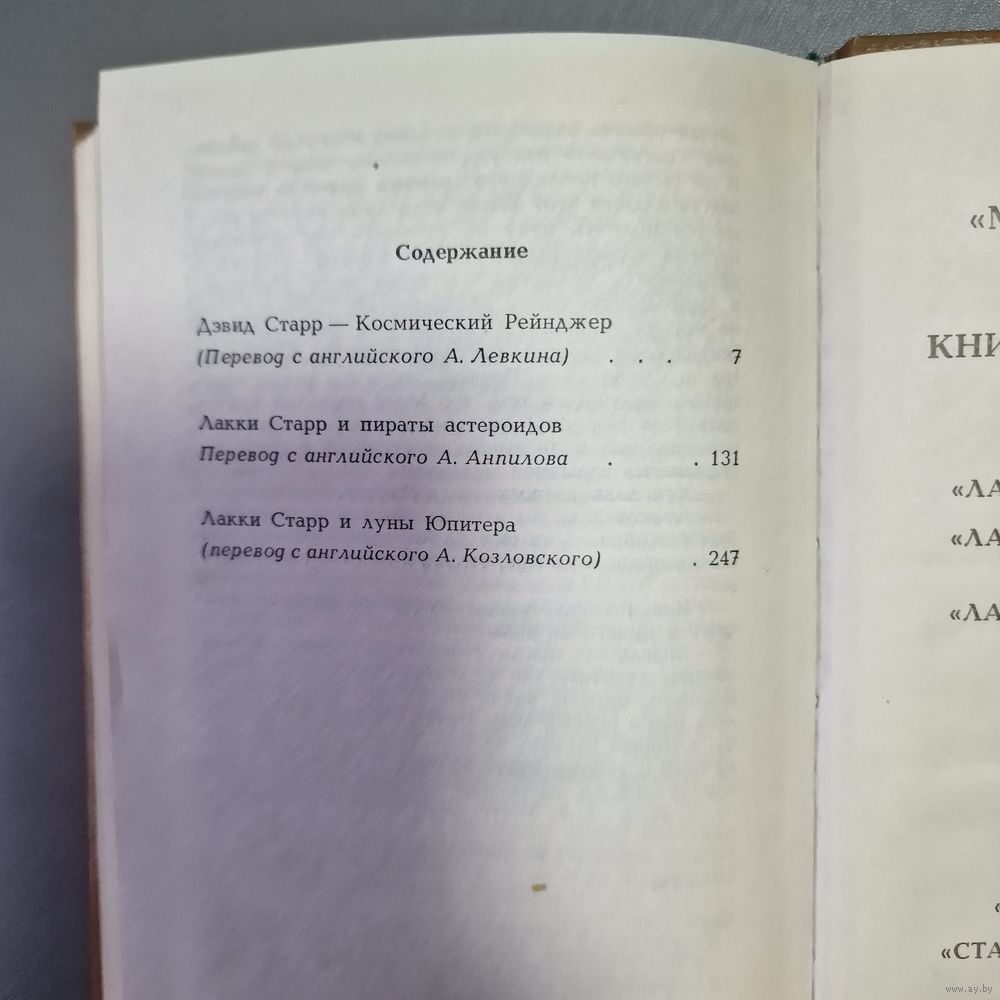 Содержание
Дэвид Старр — Космический Рейнджер
(Перевод с английского А. Левкина) . . . 7
Лакки Старр и пираты астероидов
Перевод с английского А. Анпилова . . 131
Лакки Старр и луны Юпитера
(перевод с английского А. Козловского) . 247
«М
КНИ
«ЛА
«ЛА
«ЛА
«
«СТА
www.ay.by